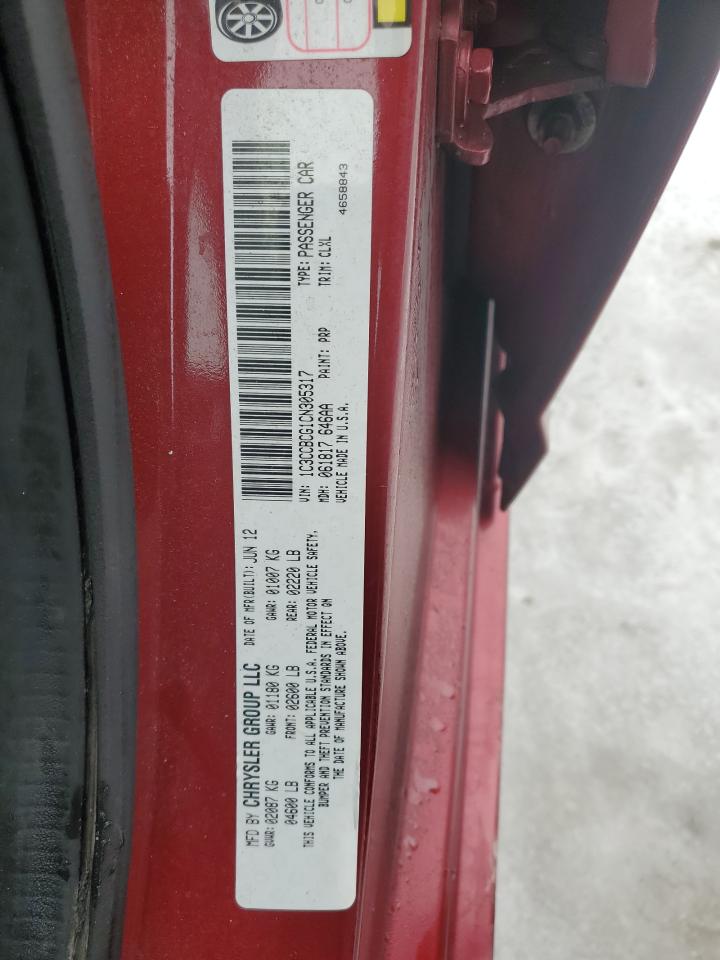 MFD BY CHRYSLER GROUP LLC DATE OF MFR(BUILT): JUN 12
GVWR: 02087 KG GAWR: 01180 KG GAWR: 01007 KG
04600 LB FRONT: 02600 LB REAR: 02220 LB
THIS VEHICLE CONFORMS TO ALL APPLICABLE U.S.A. FEDERAL MOTOR VEHICLE SAFETY,
BUMPER AND THEFT PREVENTION STANDARDS IN EFFECT ON
THE DATE OF MANUFACTURE SHOWN ABOVE.
VIN: 1C3CCBCG1CN305317 TYPE: PASSENGER CAR
MDH: 061817 646AA PAINT: PRP TRIM: CLXL
VEHICLE MADE IN U.S.A. 4658843